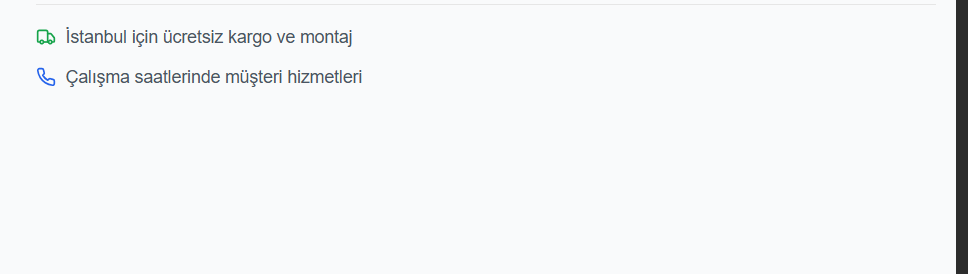 İstanbul için ücretsiz kargo ve montaj
Çalışma saatlerinde müşteri hizmetleri